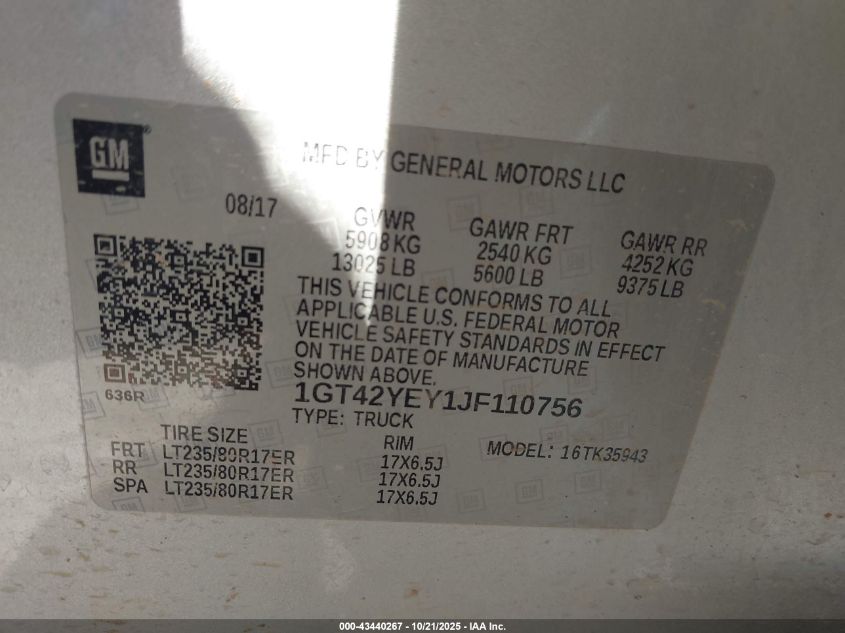 GM
MFD BY GENERAL MOTORS LLC
08/17
GVWR GAWR FRT GAWR RR
5908 KG 2540 KG 4252 KG
13025 LB 5600 LB 9375 LB
THIS VEHICLE CONFORMS TO ALL
APPLICABLE U.S. FEDERAL MOTOR
VEHICLE SAFETY STANDARDS IN EFFECT
ON THE DATE OF MANUFACTURE
SHOWN ABOVE.
636R
1GT42YEY1JF110756
TYPE: TRUCK
TIRE SIZE RIM MODEL: 16TK35943
FRT LT235/80R17ER 17X6.5J
RR LT235/80R17ER 17X6.5J
SPA LT235/80R17ER 17X6.5J
000-43440267 - 10/21/2025 - IAA Inc.